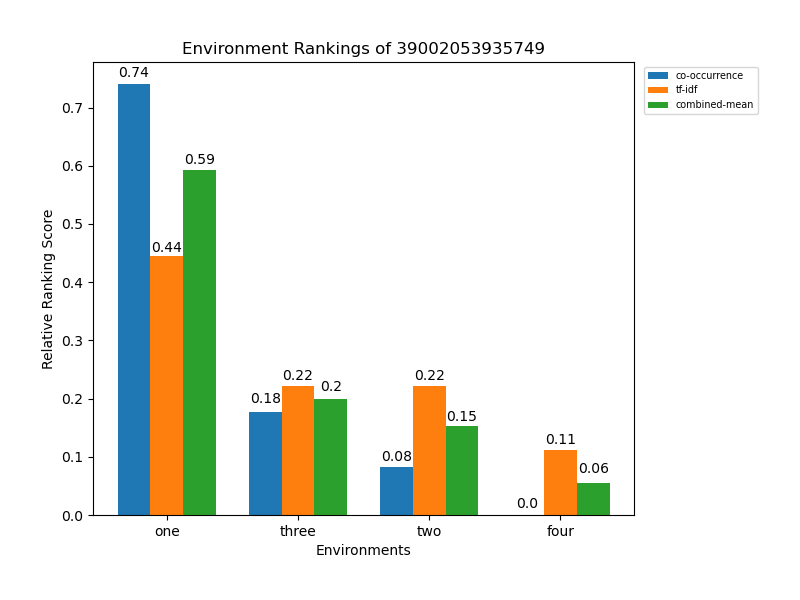 Environment Rankings of 39002053935749
co-occurrence
tf-idf
combined-mean
Relative Ranking Score
0.7
0.6
0.5
0.4
0.3
0.2
0.1
0.0
0.74
0.44
0.59
0.18
0.22
0.2
0.08
0.22
0.15
0.0
0.11
0.06
one three two four
Environments